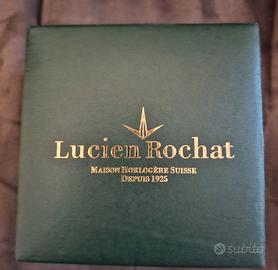 Lucien Rochat
Maison Horlogère Suisse
Depuis 1925
subito